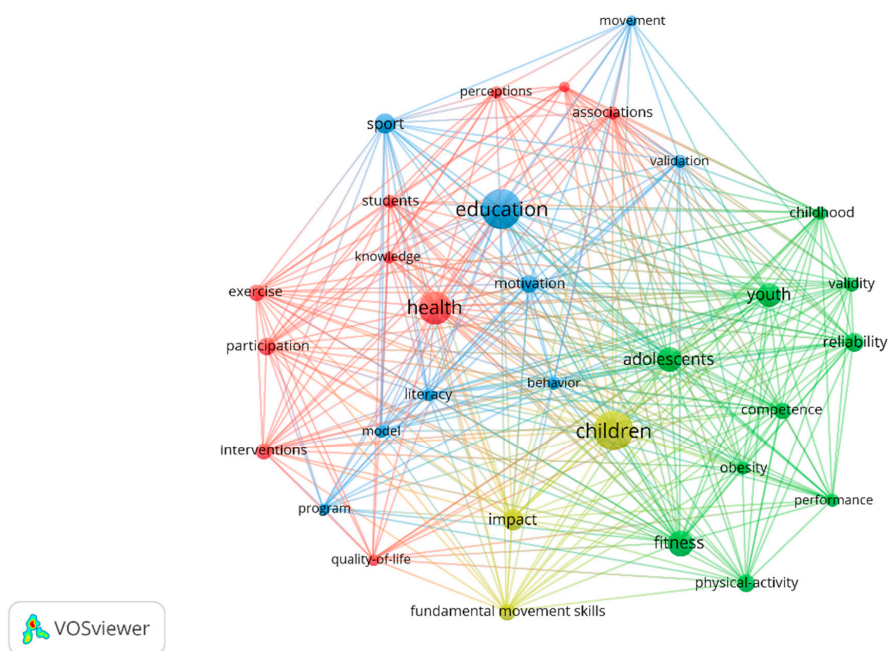 movement
perceptions
associations
sport
validation
students
education
childhood
knowledge
motivation
exercise
health
youth
validity
participation
adolescents
reliability
literacy
behavior
competence
model
children
interventions
obesity
program
impact
performance
quality-of-life
fitness
physical-activity
fundamental movement skills
VOSviewer